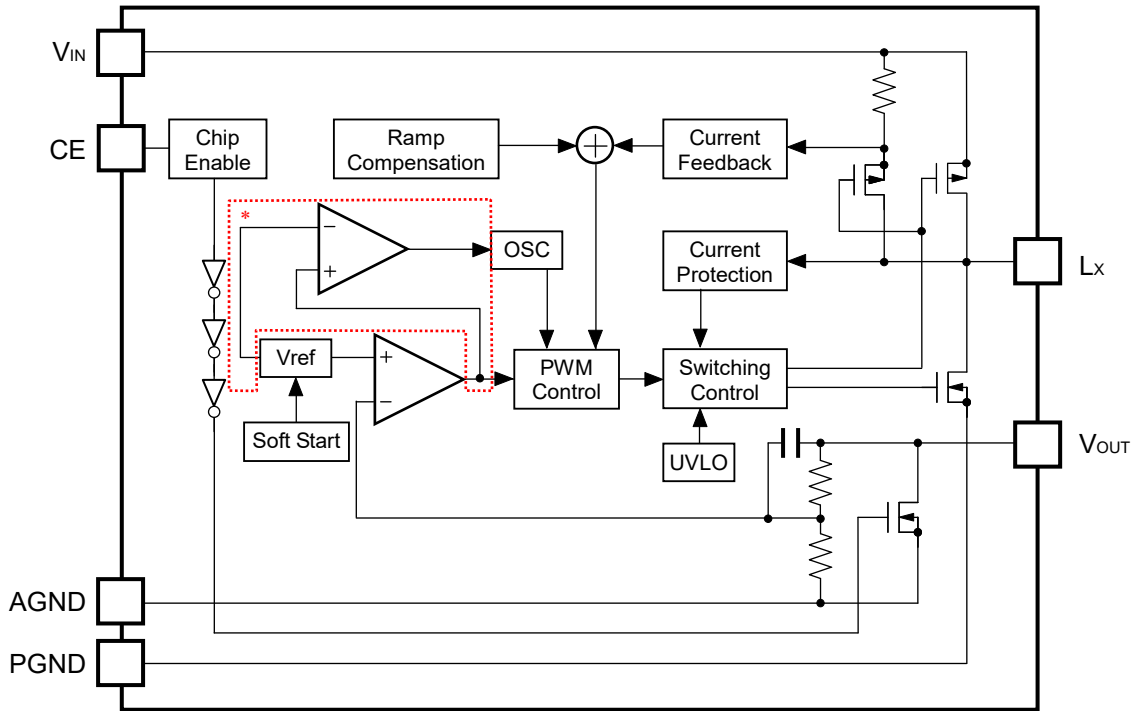 VIN
CE
Chip
Enable
Ramp
Compensation
+
Current
Feedback
*
−
+
OSC
Current
Protection
LX
Vref
+
−
PWM
Control
Switching
Control
Soft Start
UVLO
VOUT
AGND
PGND